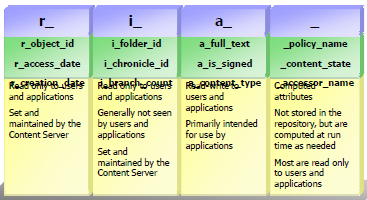 r_
r_object_id
r_access_date
r_creation_date
Read only to users
and applications
Set and
maintained by the
Content Server
i_
i_folder_id
i_chronicle_id
i_branch_count
Read only to users
and applications
Generally not seen
by users and
applications
Set and
maintained by the
Content Server
a_
a_full_text
a_is_signed
a_content_type
Read-Write to
users and
applications
Primarily intended
for use by
applications
_
_policy_name
_content_state
_accessor_name
Computed
attributes
Not stored in the
repository, but are
computed at run
time as needed
Most are read only
to users and
applications